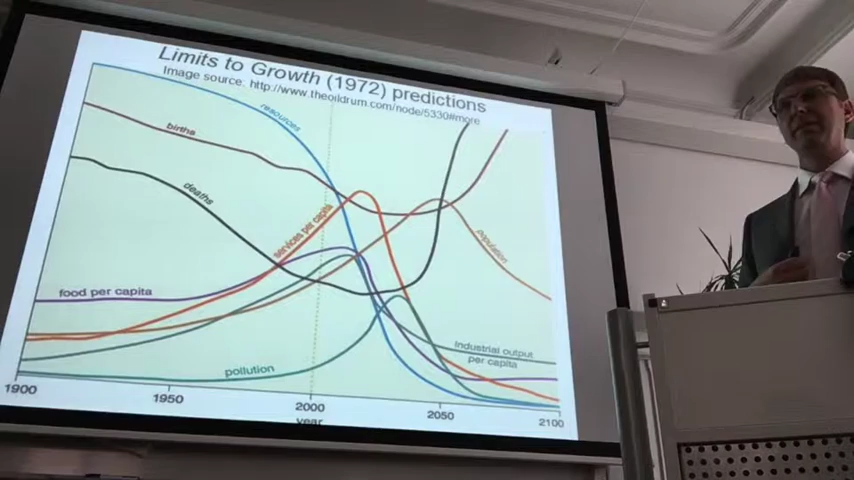 Limits to Growth (1972) predictions
Image source: http://www.theoildrum.com/node/5330#more
resources
births
deaths
services per capita
population
food per capita
industrial output
per capita
pollution
1900
1950
2000
2050
2100
year